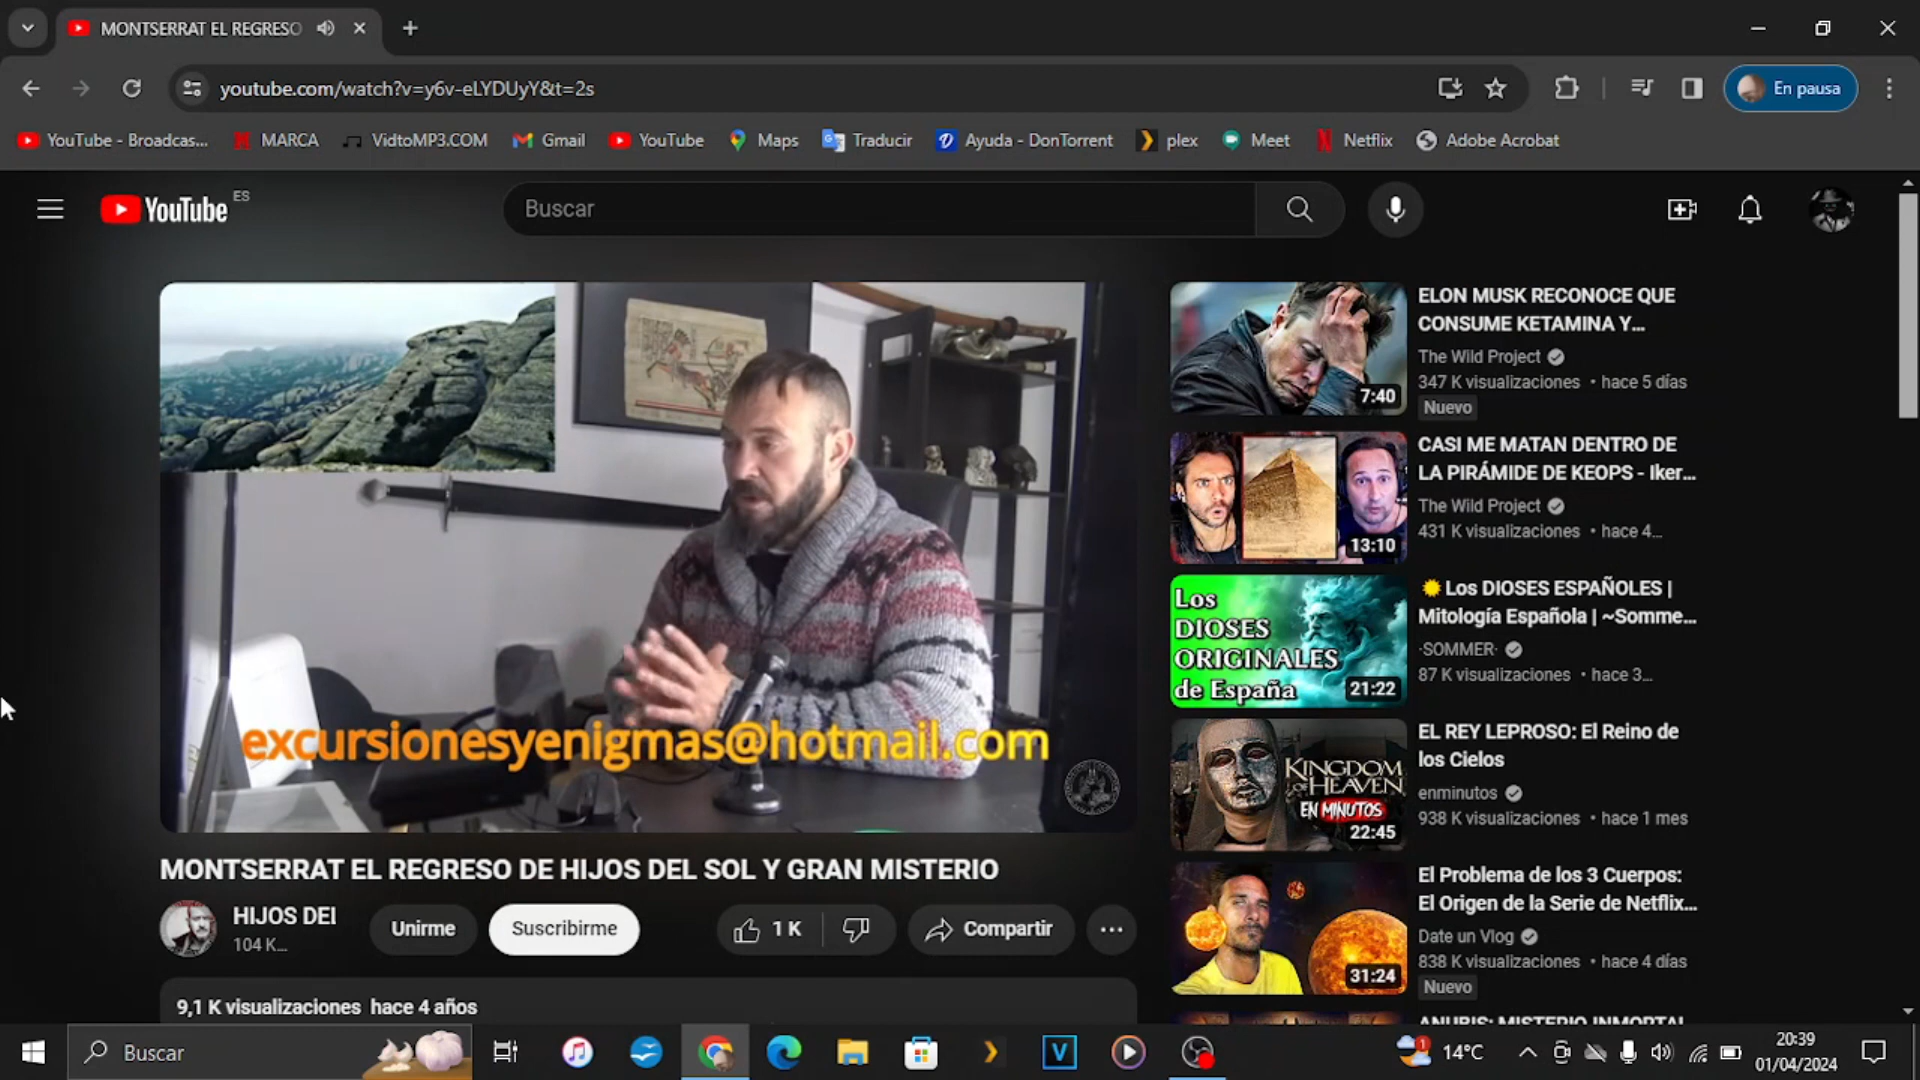 MONTSERRAT EL REGRESO
youtube.com/watch?v=y6v-eLYDUyY&t=2s
En pausa
YouTube - Broadcas...
MARCA
VidtoMP3.COM
Gmail
YouTube
Maps
Traducir
Ayuda - DonTorrent
plex
Meet
Netflix
Adobe Acrobat
YouTube ES
Buscar
excursionesyenigmas@hotmail.com
MONTSERRAT EL REGRESO DE HIJOS DEL SOL Y GRAN MISTERIO
HIJOS DEL
104 K...
Unirme
Suscribirme
1 K
Compartir
9,1 K visualizaciones hace 4 años
7:40
ELON MUSK RECONOCE QUE
CONSUME KETAMINA Y...
The Wild Project
347 K visualizaciones • hace 5 días
Nuevo
13:10
CASI ME MATAN DENTRO DE
LA PIRÁMIDE DE KEOPS - Iker...
The Wild Project
431 K visualizaciones • hace 4...
Los
DIOSES
ORIGINALES
de España
21:22
Los DIOSES ESPAÑOLES |
Mitología Española | ~Somme...
·SOMMER·
87 K visualizaciones • hace 3...
KINGDOM
OF HEAVEN
EN MINUTOS
22:45
EL REY LEPROSO: El Reino de
los Cielos
enminutos
938 K visualizaciones • hace 1 mes
31:24
El Problema de los 3 Cuerpos:
El Origen de la Serie de Netflix...
Date un Vlog
838 K visualizaciones • hace 4 días
Nuevo
ANUBIS: MISTERIO INMORTAL
Buscar
V
1
14°C
20:39
01/04/2024